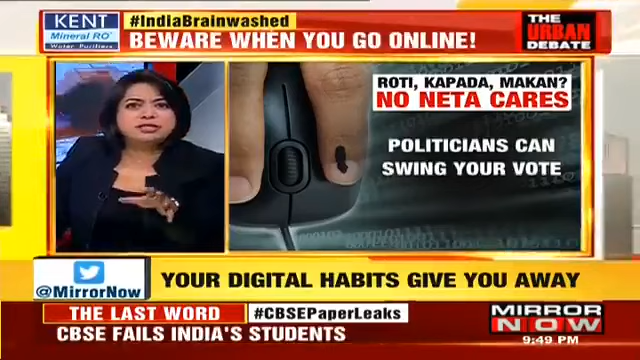 KENT
Mineral RO™
Water Purifiers
#IndiaBrainwashed
BEWARE WHEN YOU GO ONLINE!
THE
URBAN
DEBATE
ROTI, KAPADA, MAKAN?
NO NETA CARES
POLITICIANS CAN
SWING YOUR VOTE
@MirrorNow
YOUR DIGITAL HABITS GIVE YOU AWAY
THE LAST WORD
#CBSEPaperLeaks
CBSE FAILS INDIA'S STUDENTS
MIRROR
NOW
9:49 PM